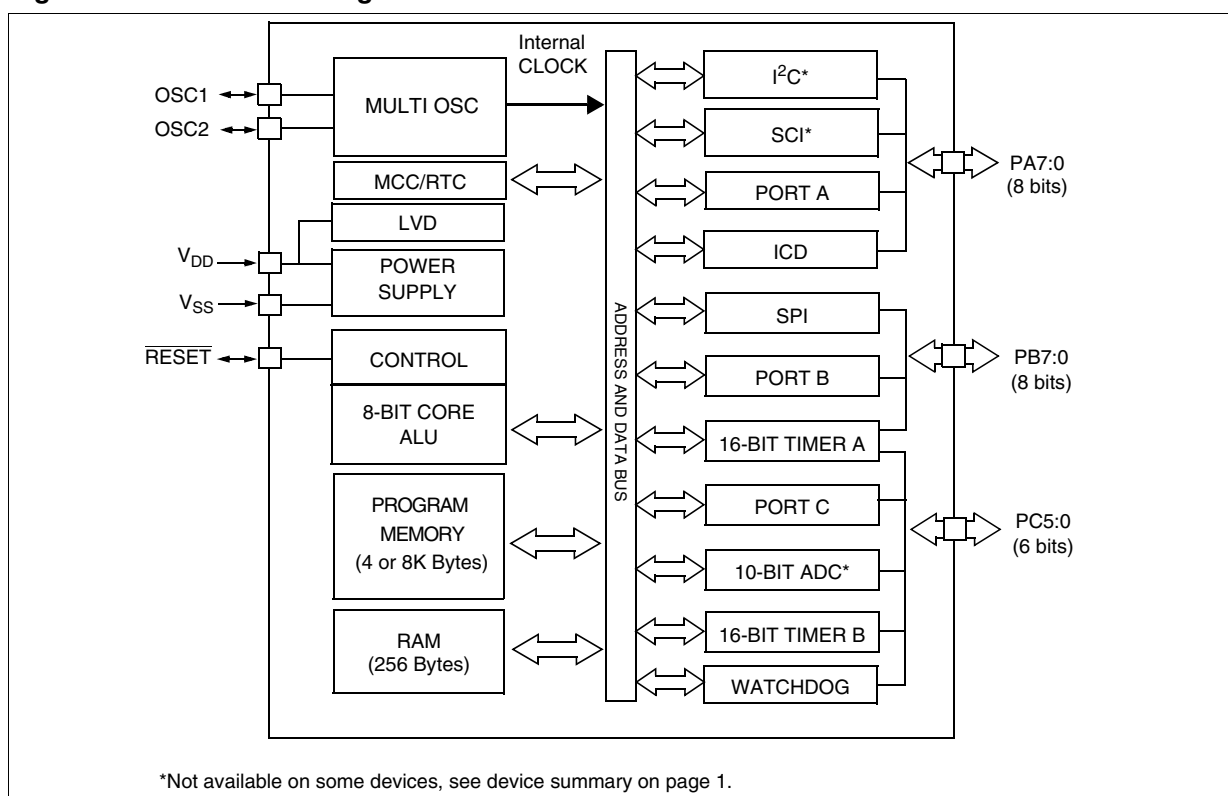 Internal
CLOCK
OSC1
OSC2
MULTI OSC
MCC/RTC
LVD
VDD
POWER
SUPPLY
VSS
RESET
CONTROL
8-BIT CORE
ALU
PROGRAM
MEMORY
(4 or 8K Bytes)
RAM
(256 Bytes)
ADDRESS AND DATA BUS
I2C*
SCI*
PORT A
ICD
SPI
PORT B
16-BIT TIMER A
PORT C
10-BIT ADC*
16-BIT TIMER B
WATCHDOG
PA7:0
(8 bits)
PB7:0
(8 bits)
PC5:0
(6 bits)
*Not available on some devices, see device summary on page 1.